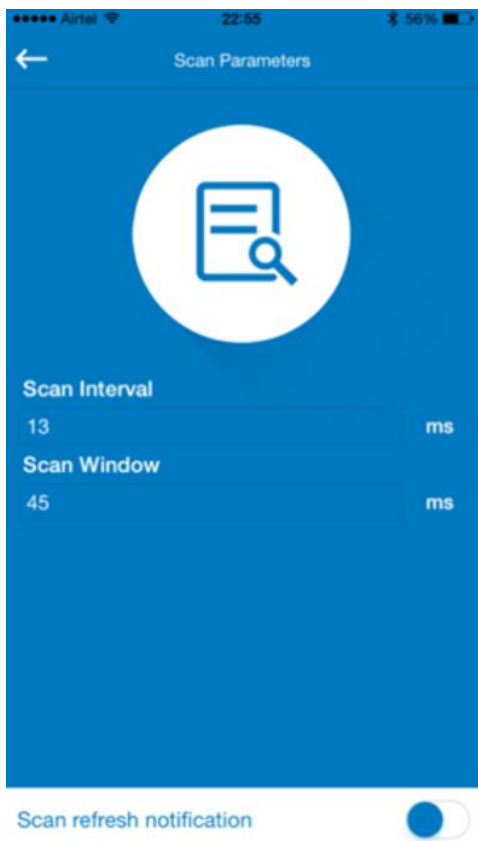 Airtel 22:55 56%
Scan Parameters
Scan Interval
13 ms
Scan Window
45 ms
Scan refresh notification